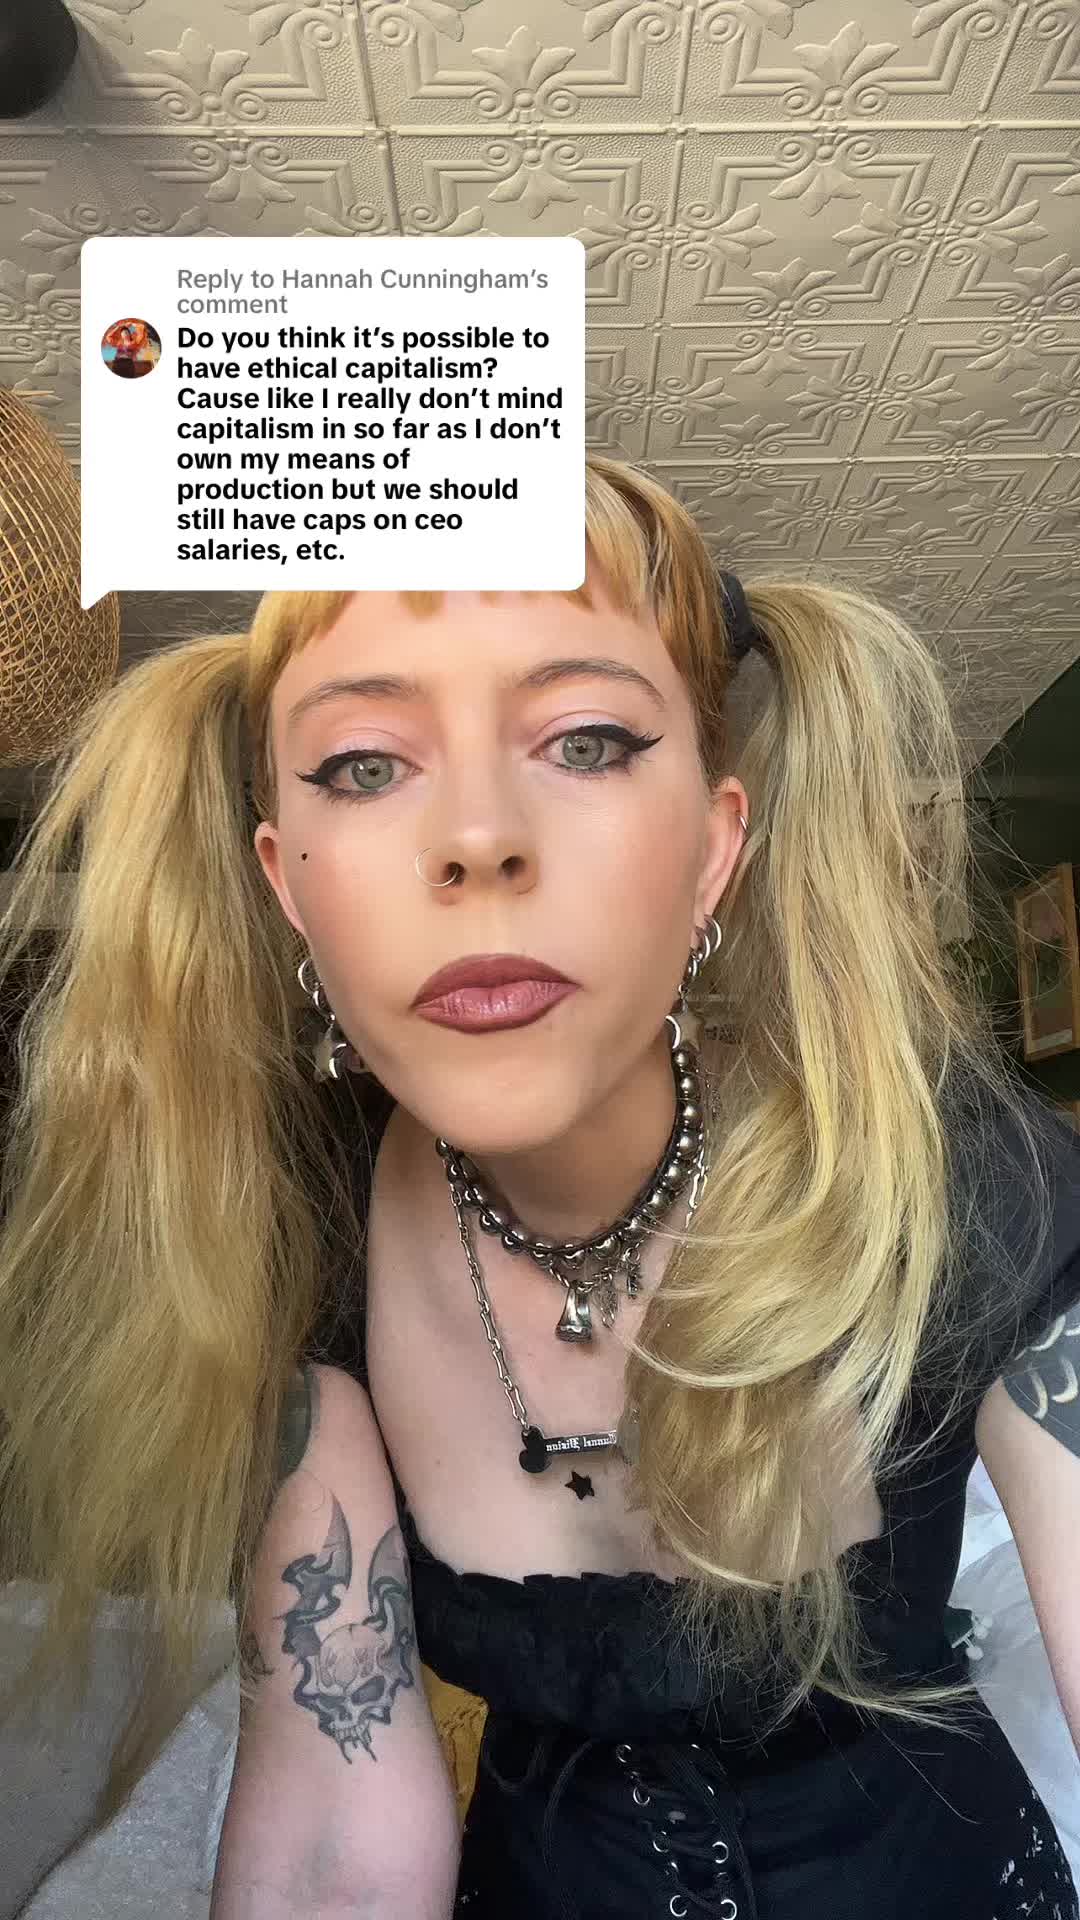 Reply to Hannah Cunningham's
comment
Do you think it's possible to
have ethical capitalism?
Cause like I really don't mind
capitalism in so far as I don't
own my means of
production but we should
still have caps on ceo
salaries, etc.